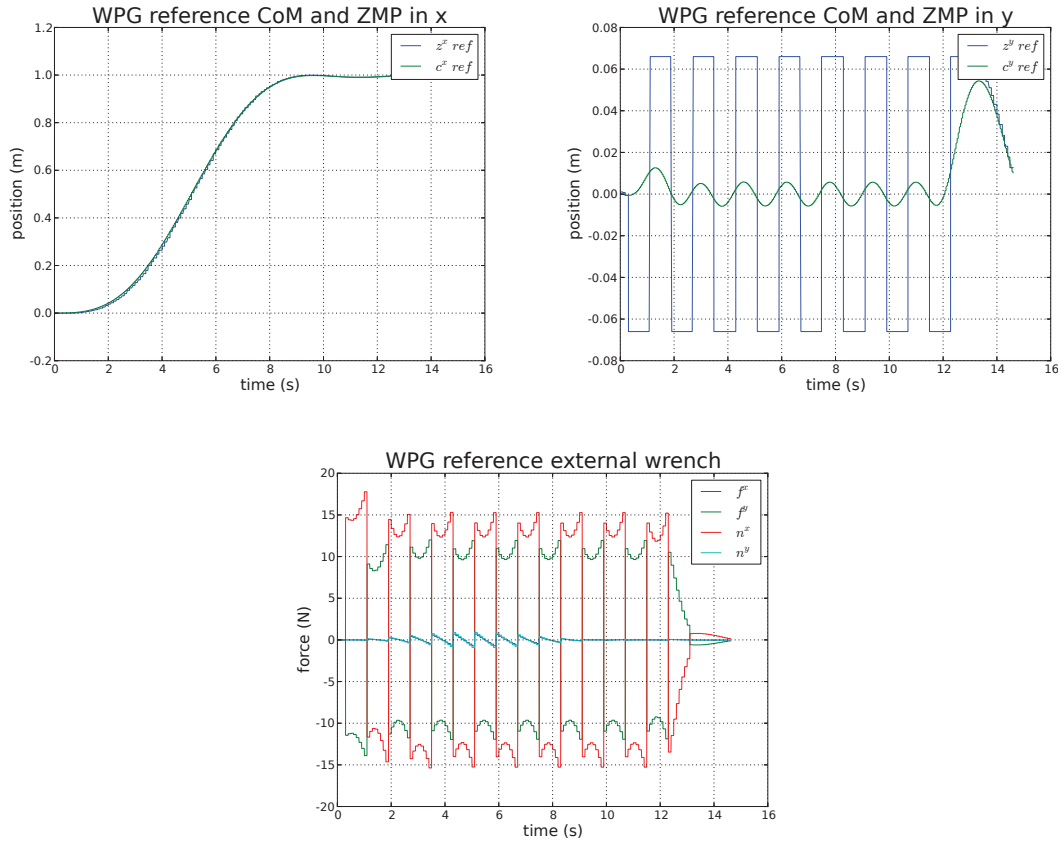 WPG reference CoM and ZMP in x
1.2
1.0
0.8
0.6
0.4
0.2
0.0
-0.2
position (m)
z^x ref
c^x ref
0 2 4 6 8 10 12 14 16
time (s)
WPG reference CoM and ZMP in y
0.08
0.06
0.04
0.02
0.00
-0.02
-0.04
-0.06
-0.08
position (m)
z^y ref
c^y ref
0 2 4 6 8 10 12 14 16
time (s)
WPG reference external wrench
20
15
10
5
0
-5
-10
-15
-20
force (N)
f^x
f^y
n^x
n^y
0 2 4 6 8 10 12 14 16
time (s)